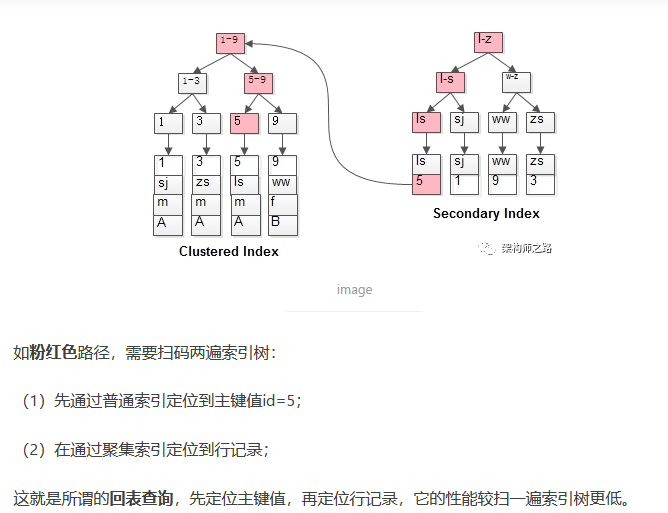 1-9
l-z
1-3
5-9
l-s
w-z
1
3
5
9
ls
sj
ww
zs
1
3
5
9
ls
sj
ww
zs
sj
zs
ls
ww
5
1
9
3
m
m
m
f
A
A
A
B
Secondary Index
Clustered Index
架构师之路
image
如粉红色路径，需要扫码两遍索引树：
（1）先通过普通索引定位到主键值id=5；
（2）在通过聚集索引定位到行记录；
这就是所谓的回表查询，先定位主键值，再定位行记录，它的性能较扫一遍索引树更低。